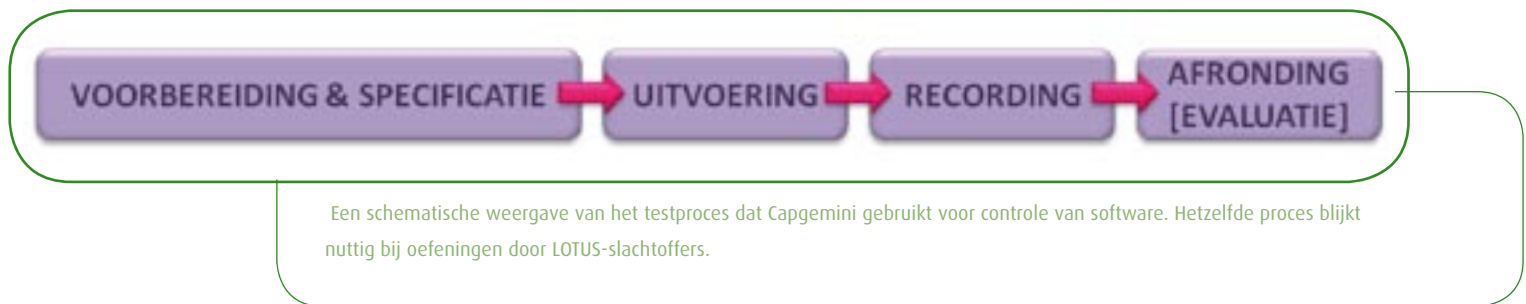 VOORBEREIDING & SPECIFICATIE
UITVOERING
RECORDING
AFRONDING
[EVALUATIE]
Een schematische weergave van het testproces dat Capgemini gebruikt voor controle van software. Hetzelfde proces blijkt
nuttig bij oefeningen door LOTUS-slachtoffers.